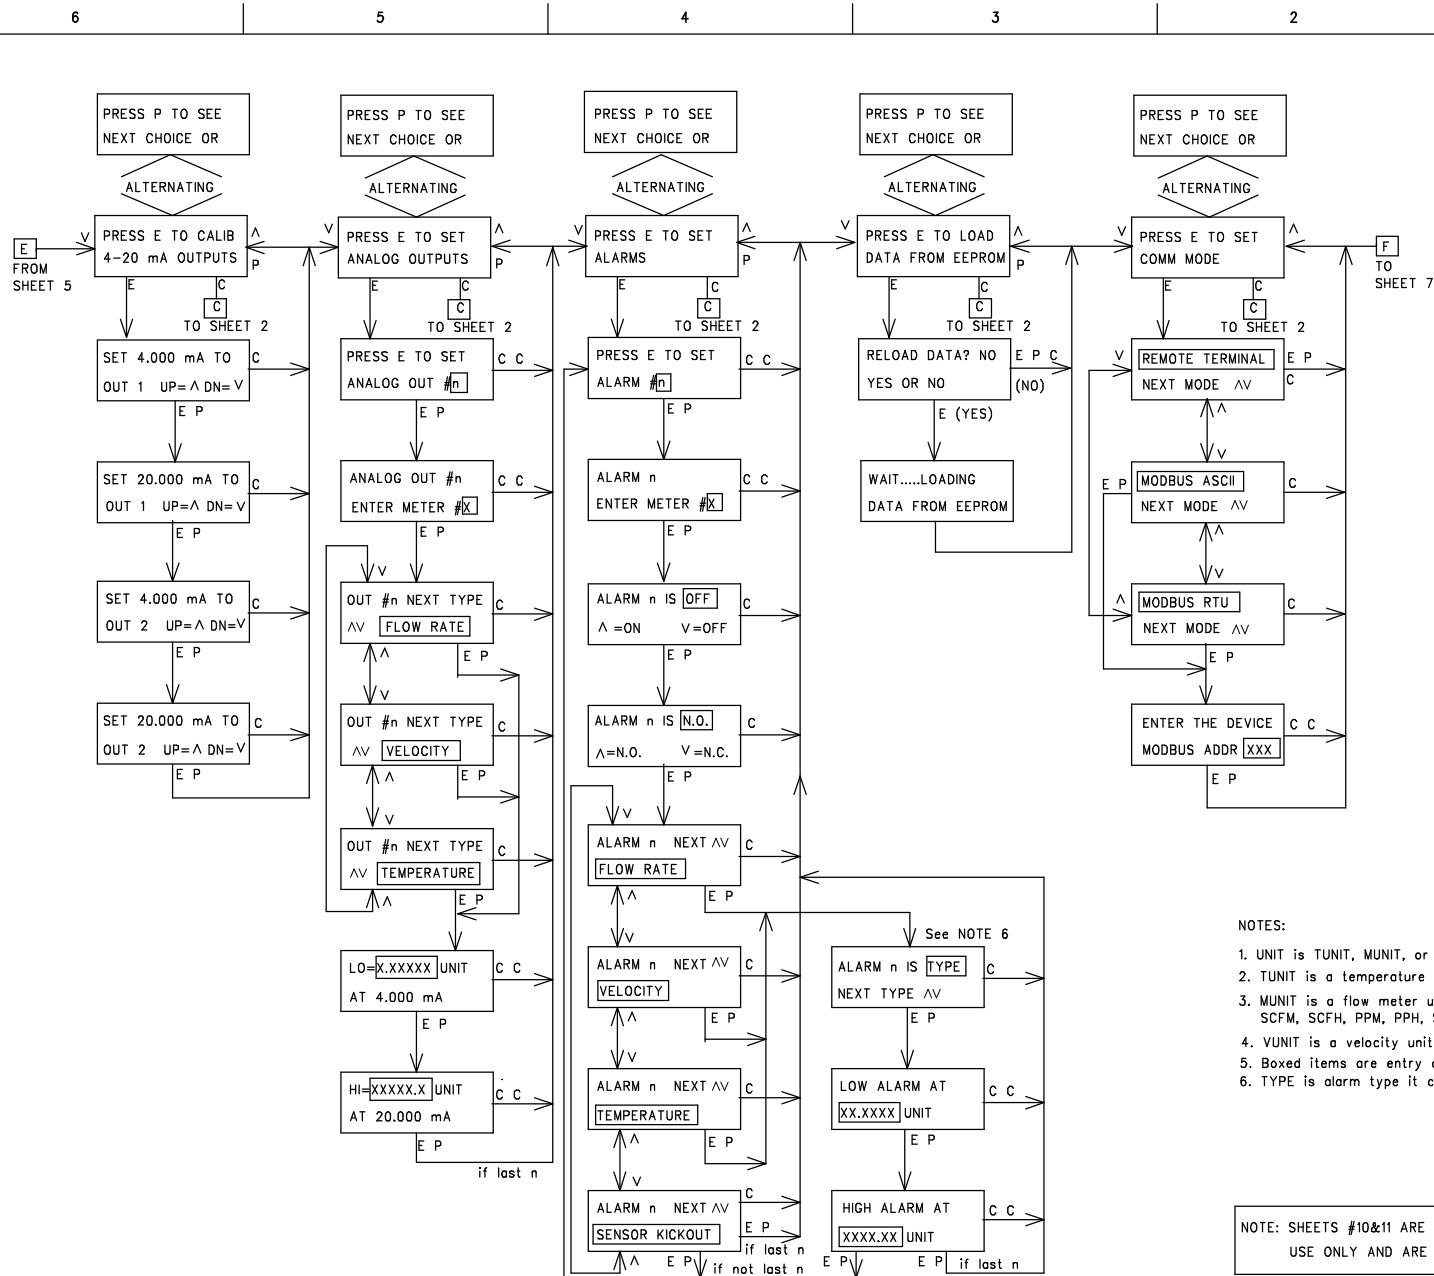 6 5 4 3 2
PRESS P TO SEE
NEXT CHOICE OR
ALTERNATING
E
FROM
SHEET 5
V
PRESS E TO CALIB
4-20 mA OUTPUTS
Λ
P
E
C
C
TO SHEET 2
SET 4.000 mA TO
OUT 1 UP=Λ DN=V
C
E P
SET 20.000 mA TO
OUT 1 UP=Λ DN=V
C
E P
SET 4.000 mA TO
OUT 2 UP=Λ DN=V
C
E P
SET 20.000 mA TO
OUT 2 UP=Λ DN=V
C
E P
PRESS P TO SEE
NEXT CHOICE OR
ALTERNATING
V
PRESS E TO SET
ANALOG OUTPUTS
Λ
P
E
C
C
TO SHEET 2
PRESS E TO SET
ANALOG OUT #n
C C
E P
ANALOG OUT #n
ENTER METER #X
C C
E P
V
OUT #n NEXT TYPE
ΛV FLOW RATE
C
Λ
E P
V
OUT #n NEXT TYPE
ΛV VELOCITY
C
Λ
E P
V
OUT #n NEXT TYPE
ΛV TEMPERATURE
C
Λ
E P
LO=X.XXXXX UNIT
AT 4.000 mA
C C
E P
HI=XXXXX.X UNIT
AT 20.000 mA
C C
E P
if last n
PRESS P TO SEE
NEXT CHOICE OR
ALTERNATING
V
PRESS E TO SET
ALARMS
Λ
P
E
C
C
TO SHEET 2
PRESS E TO SET
ALARM #n
C C
E P
ALARM n
ENTER METER #X
C C
E P
ALARM n IS OFF
Λ =ON V=OFF
C
E P
ALARM n IS N.O.
Λ=N.O. V=N.C.
C
E P
V
ALARM n NEXT ΛV
FLOW RATE
C
Λ
E P
V
ALARM n NEXT ΛV
VELOCITY
C
Λ
E P
V
ALARM n NEXT ΛV
TEMPERATURE
C
Λ
E P
V
ALARM n NEXT ΛV
SENSOR KICKOUT
C
E P
if last n
Λ
E P
if not last n
See NOTE 6
ALARM n IS TYPE
NEXT TYPE ΛV
C
E P
LOW ALARM AT
XX.XXXX UNIT
C C
E P
HIGH ALARM AT
XXXX.XX UNIT
C C
E P
E P
if last n
PRESS P TO SEE
NEXT CHOICE OR
ALTERNATING
V
PRESS E TO LOAD
DATA FROM EEPROM
Λ
P
E
C
C
TO SHEET 2
RELOAD DATA? NO
YES OR NO
E P C
(NO)
E (YES)
WAIT.....LOADING
DATA FROM EEPROM
PRESS P TO SEE
NEXT CHOICE OR
ALTERNATING
V
PRESS E TO SET
COMM MODE
Λ
F
TO
SHEET 7
E
C
C
TO SHEET 2
V
REMOTE TERMINAL
NEXT MODE ΛV
E P
C
Λ
V
E P
MODBUS ASCII
NEXT MODE ΛV
C
Λ
V
Λ
MODBUS RTU
NEXT MODE ΛV
C
E P
ENTER THE DEVICE
MODBUS ADDR XXX
C C
E P
NOTES:
1. UNIT is TUNIT, MUNIT, or
2. TUNIT is a temperature
3. MUNIT is a flow meter u
SCFM, SCFH, PPM, PPH,
4. VUNIT is a velocity unit
5. Boxed items are entry
6. TYPE is alarm type it c
NOTE: SHEETS #10&11 ARE
USE ONLY AND ARE